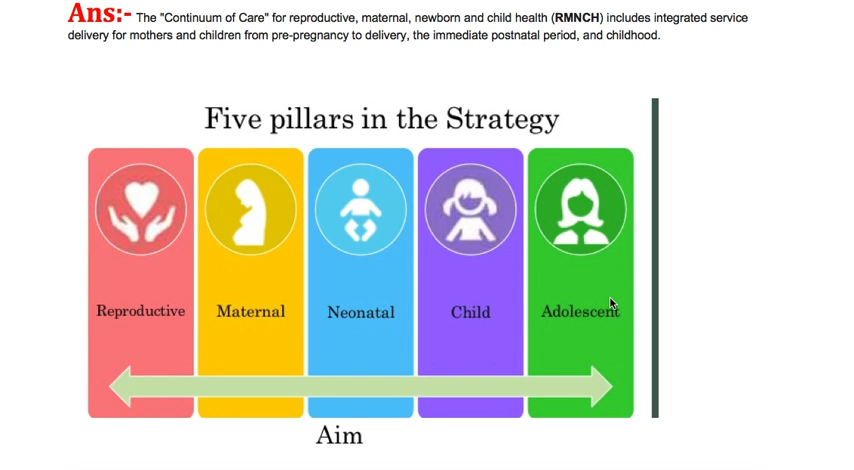 Ans:- The "Continuum of Care" for reproductive, maternal, newborn and child health (RMNCH) includes integrated service
delivery for mothers and children from pre-pregnancy to delivery, the immediate postnatal period, and childhood.
Five pillars in the Strategy
Reproductive
Maternal
Neonatal
Child
Adolescent
Aim